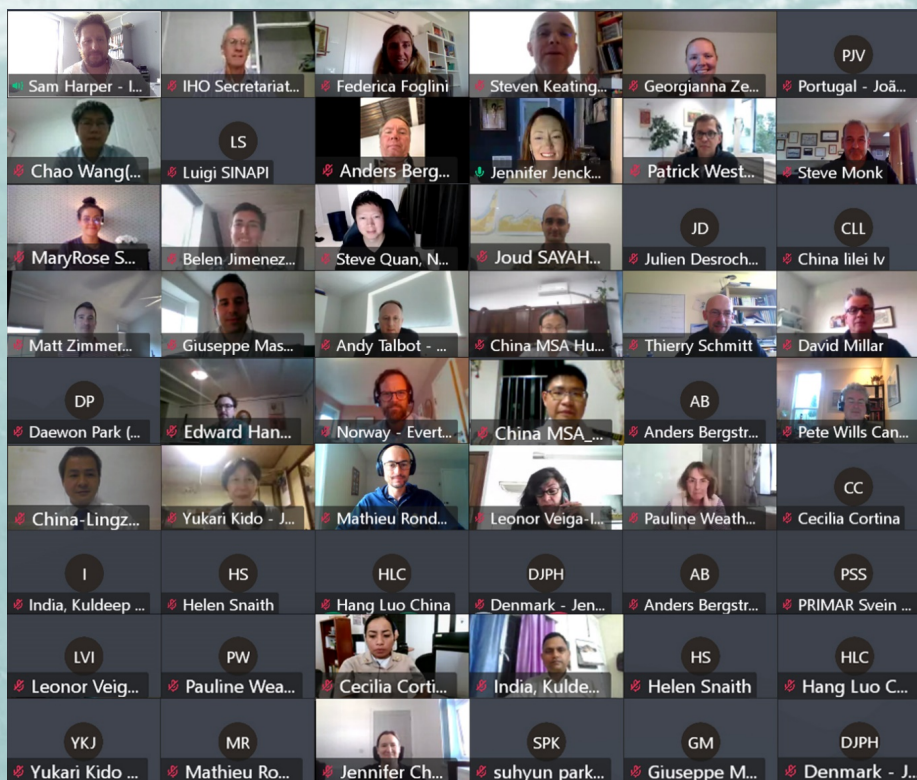 Sam Harper - I...
IHO Secretariat...
Federica Foglini
Steven Keating...
Georgianna Ze...
PJV
Portugal - Joã...
Chao Wang(...
LS
Luigi SINAPI
Anders Berg...
Jennifer Jenck...
Patrick West...
Steve Monk
MaryRose S...
Belen Jimenez...
Steve Quan, N...
Joud SAYAH...
JD
Julien Desroch...
CLL
China lilei lv
Matt Zimmer...
Giuseppe Mas...
Andy Talbot - ...
China MSA Hu...
Thierry Schmitt
David Millar
DP
Daewon Park (...
Edward Han...
Norway - Evert...
China MSA_...
AB
Anders Bergstr...
Pete Wills Can...
China-Lingz...
Yukari Kido - J...
Mathieu Rond...
Leonor Veiga-I...
Pauline Weath...
CC
Cecilia Cortina
I
India, Kuldeep ...
HS
Helen Snaith
HLC
Hang Luo China
DJPH
Denmark - Jen...
AB
Anders Bergstr...
PSS
PRIMAR Svein ...
LVI
Leonor Veig...
PW
Pauline Wea...
Cecilia Corti...
India, Kulde...
HS
Helen Snaith
HLC
Hang Luo C...
YKJ
Yukari Kido ...
MR
Mathieu Ro...
Jennifer Ch...
SPK
suhyun park...
GM
Giuseppe M...
DJPH
Denmark - J...